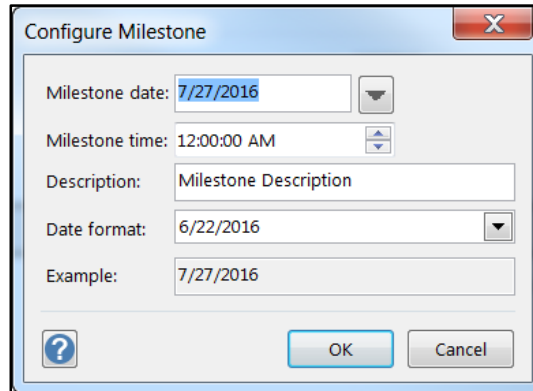 Configure Milestone
Milestone date: 7/27/2016
Milestone time: 12:00:00 AM
Description: Milestone Description
Date format: 6/22/2016
Example: 7/27/2016
? OK Cancel